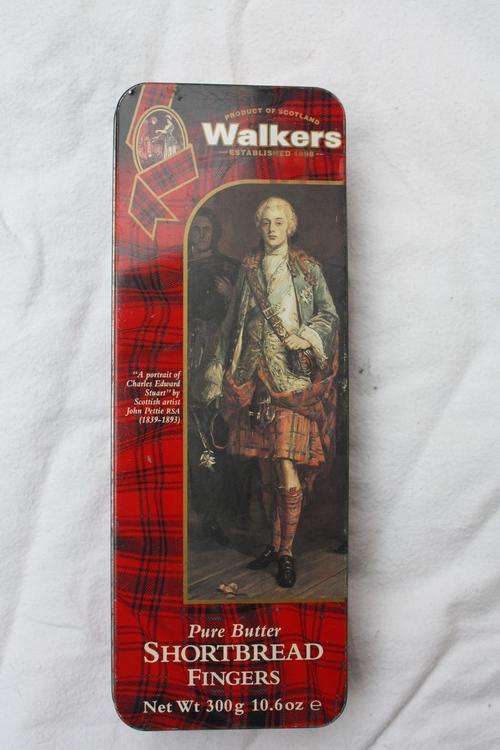 PRODUCT OF SCOTLAND
Walkers
ESTABLISHED 1898
"A portrait of
Charles Edward
Stuart" by
Scottish artist
John Pettie RSA
(1839-1893)
Pure Butter
SHORTBREAD
FINGERS
Net Wt 300g 10.6oz ℮